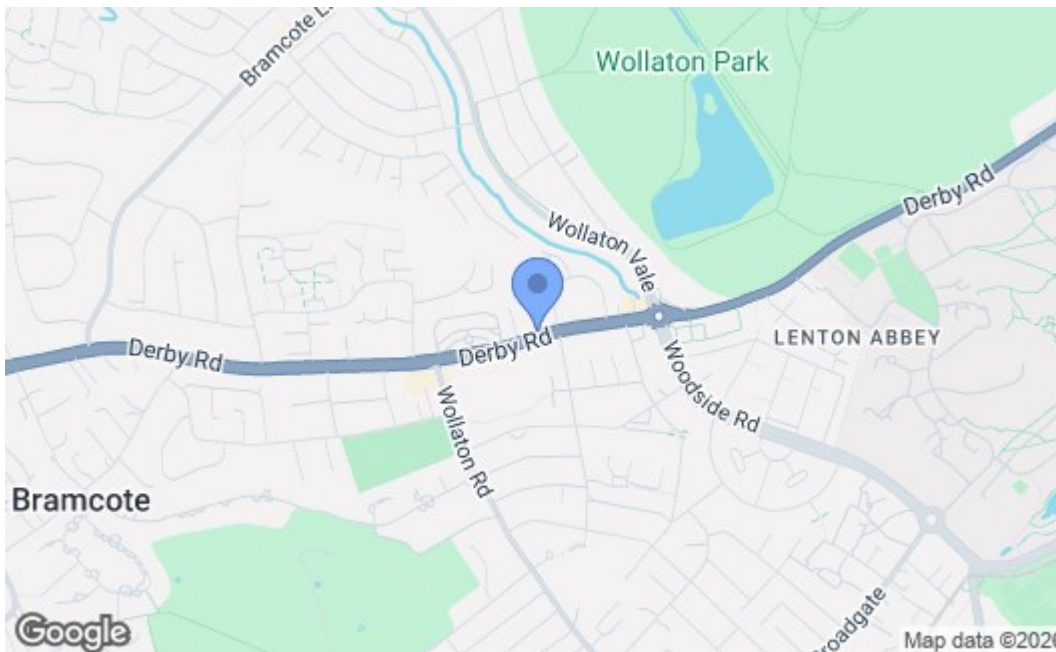 Bramcote L
Wollaton Park
Derby Rd
Wollaton Vale
Derby Rd
Derby Rd
LENTON ABBEY
Woodside Rd
Wollaton Rd
Bramcote
Broadgate
Google
Map data ©2026